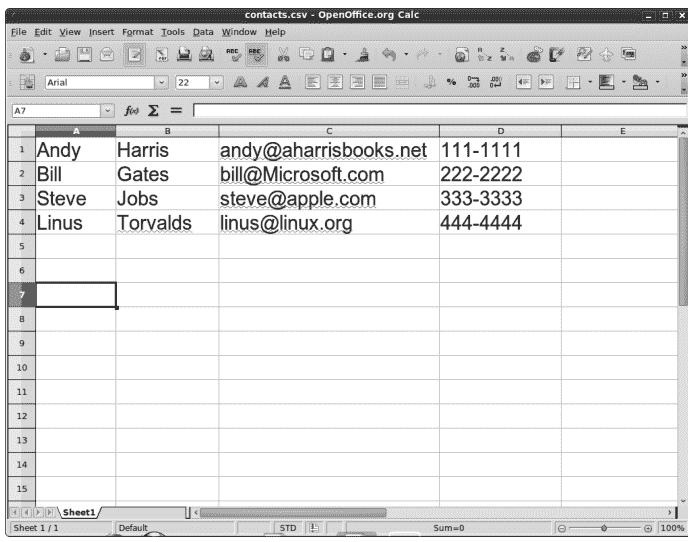 contacts.csv - OpenOffice.org Calc
File Edit View Insert Format Tools Data Window Help
Arial 22
A7
A B C D E
1 Andy Harris andy@aharrisbooks.net 111-1111
2 Bill Gates bill@Microsoft.com 222-2222
3 Steve Jobs steve@apple.com 333-3333
4 Linus Torvalds linus@linux.org 444-4444
5
6
7
8
9
10
11
12
13
14
15
Sheet1
Sheet 1 / 1 Default STD Sum=0 100%